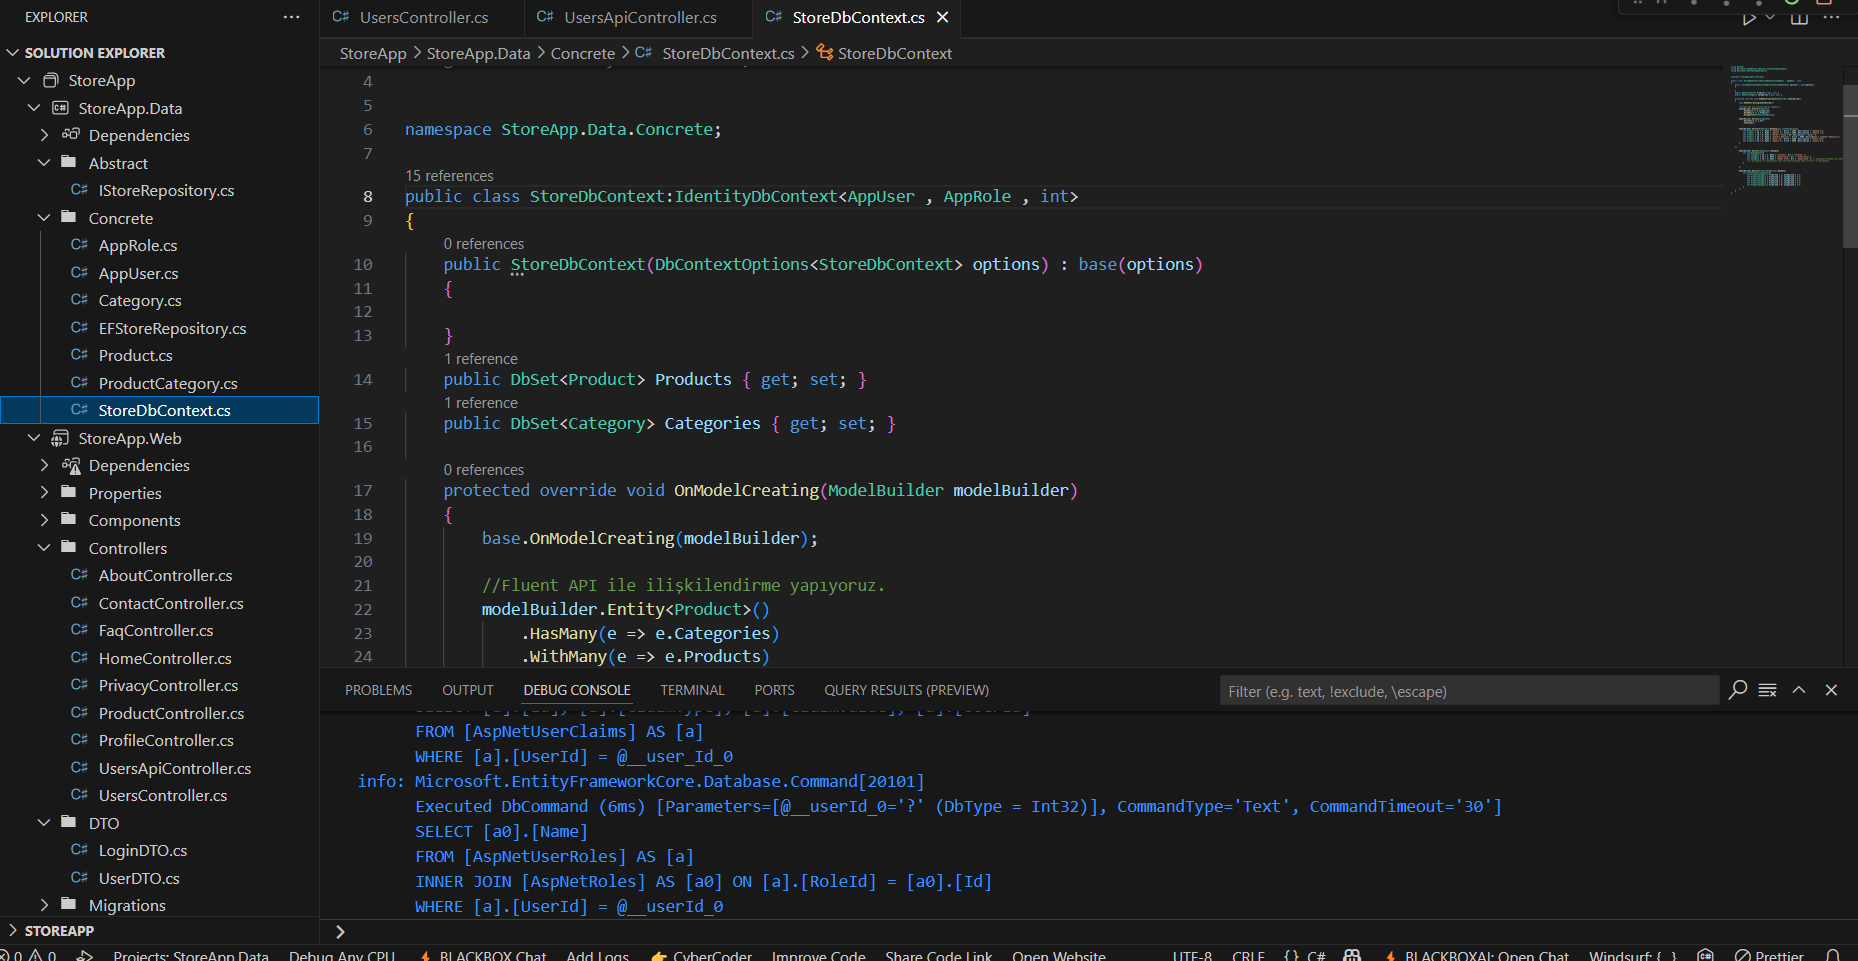 EXPLORER
SOLUTION EXPLORER
StoreApp
StoreApp.Data
Dependencies
Abstract
C# IStoreRepository.cs
Concrete
C# AppRole.cs
C# AppUser.cs
C# Category.cs
C# EFStoreRepository.cs
C# Product.cs
C# ProductCategory.cs
C# StoreDbContext.cs
StoreApp.Web
Dependencies
Properties
Components
Controllers
C# AboutController.cs
C# ContactController.cs
C# FaqController.cs
C# HomeController.cs
C# PrivacyController.cs
C# ProductController.cs
C# ProfileController.cs
C# UsersApiController.cs
C# UsersController.cs
DTO
C# LoginDTO.cs
C# UserDTO.cs
Migrations
STOREAPP
C# UsersController.cs C# UsersApiController.cs C# StoreDbContext.cs
StoreApp > StoreApp.Data > Concrete > C# StoreDbContext.cs > StoreDbContext
4
5
6 namespace StoreApp.Data.Concrete;
7
15 references
8 public class StoreDbContext:IdentityDbContext<AppUser , AppRole , int>
9 {
0 references
10 public StoreDbContext(DbContextOptions<StoreDbContext> options) : base(options)
11 {
12
13 }
1 reference
14 public DbSet<Product> Products { get; set; }
1 reference
15 public DbSet<Category> Categories { get; set; }
16
0 references
17 protected override void OnModelCreating(ModelBuilder modelBuilder)
18 {
19 base.OnModelCreating(modelBuilder);
20
21 //Fluent API ile ilişkilendirme yapıyoruz.
22 modelBuilder.Entity<Product>()
23 .HasMany(e => e.Categories)
24 .WithMany(e => e.Products)
PROBLEMS OUTPUT DEBUG CONSOLE TERMINAL PORTS QUERY RESULTS (PREVIEW) Filter (e.g. text, !exclude, \escape)
FROM [AspNetUserClaims] AS [a]
WHERE [a].[UserId] = @__user_Id_0
info: Microsoft.EntityFrameworkCore.Database.Command[20101]
Executed DbCommand (6ms) [Parameters=[@__userId_0='?' (DbType = Int32)], CommandType='Text', CommandTimeout='30']
SELECT [a0].[Name]
FROM [AspNetUserRoles] AS [a]
INNER JOIN [AspNetRoles] AS [a0] ON [a].[RoleId] = [a0].[Id]
WHERE [a].[UserId] = @__userId_0
0 0 Projects: StoreApp.Data Debug Any CPU BLACKBOX Chat Add Logs CyberCoder Improve Code Share Code Link Open Website UTF-8 CRLF {} C# BLACKBOXAI: Open Chat Windsurf: {...} Prettier